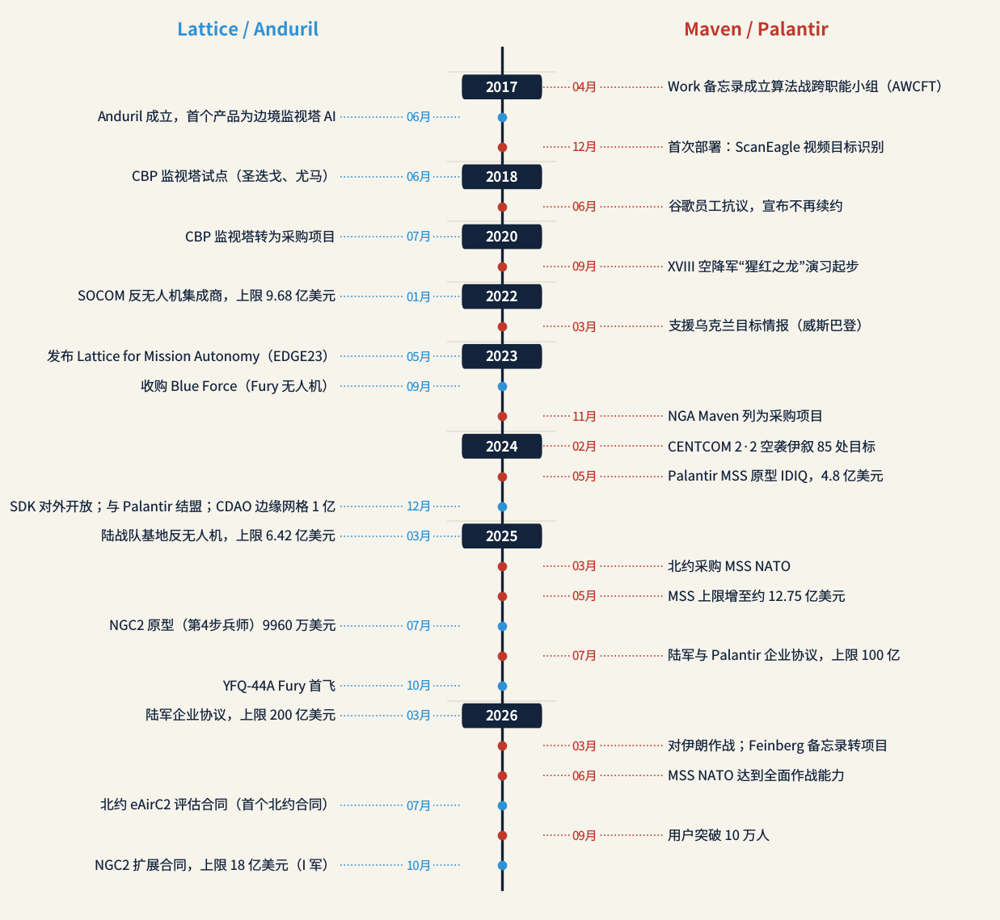 Lattice / Anduril
Maven / Palantir
2017 04月 Work 备忘录成立算法战跨职能小组（AWCFT）
Anduril 成立，首个产品为边境监视塔 AI 06月
12月 首次部署：ScanEagle 视频目标识别
CBP 监视塔试点（圣迭戈、尤马） 06月 2018
06月 谷歌员工抗议，宣布不再续约
CBP 监视塔转为采购项目 07月 2020
09月 XVIII 空降军“猩红之龙”演习起步
SOCOM 反无人机集成商，上限 9.68 亿美元 01月 2022
03月 支援乌克兰目标情报（威斯巴登）
发布 Lattice for Mission Autonomy（EDGE23） 05月 2023
收购 Blue Force（Fury 无人机） 09月
11月 NGA Maven 列为采购项目
2024 02月 CENTCOM 2·2 空袭伊叙 85 处目标
05月 Palantir MSS 原型 IDIQ，4.8 亿美元
SDK 对外开放；与 Palantir 结盟；CDAO 边缘网格 1 亿 12月
陆战队基地反无人机，上限 6.42 亿美元 03月 2025
03月 北约采购 MSS NATO
05月 MSS 上限增至约 12.75 亿美元
NGC2 原型（第4步兵师）9960 万美元 07月
07月 陆军与 Palantir 企业协议，上限 100 亿
YFQ-44A Fury 首飞 10月
陆军企业协议，上限 200 亿美元 03月 2026
03月 对伊朗作战；Feinberg 备忘录转项目
06月 MSS NATO 达到全面作战能力
北约 eAirC2 评估合同（首个北约合同） 07月
09月 用户突破 10 万人
NGC2 扩展合同，上限 18 亿美元（I 军） 10月